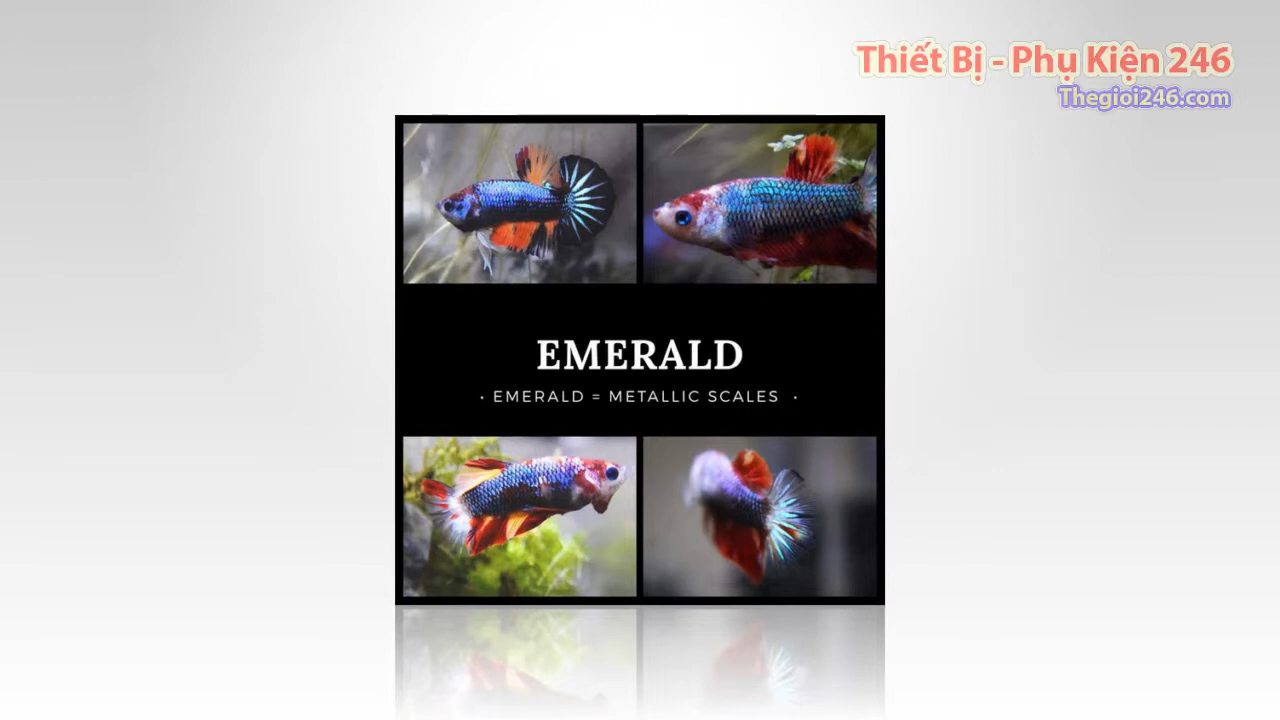 Thiết Bị - Phụ Kiện 246
Thegioi246.com
EMERALD
· EMERALD = METALLIC SCALES ·